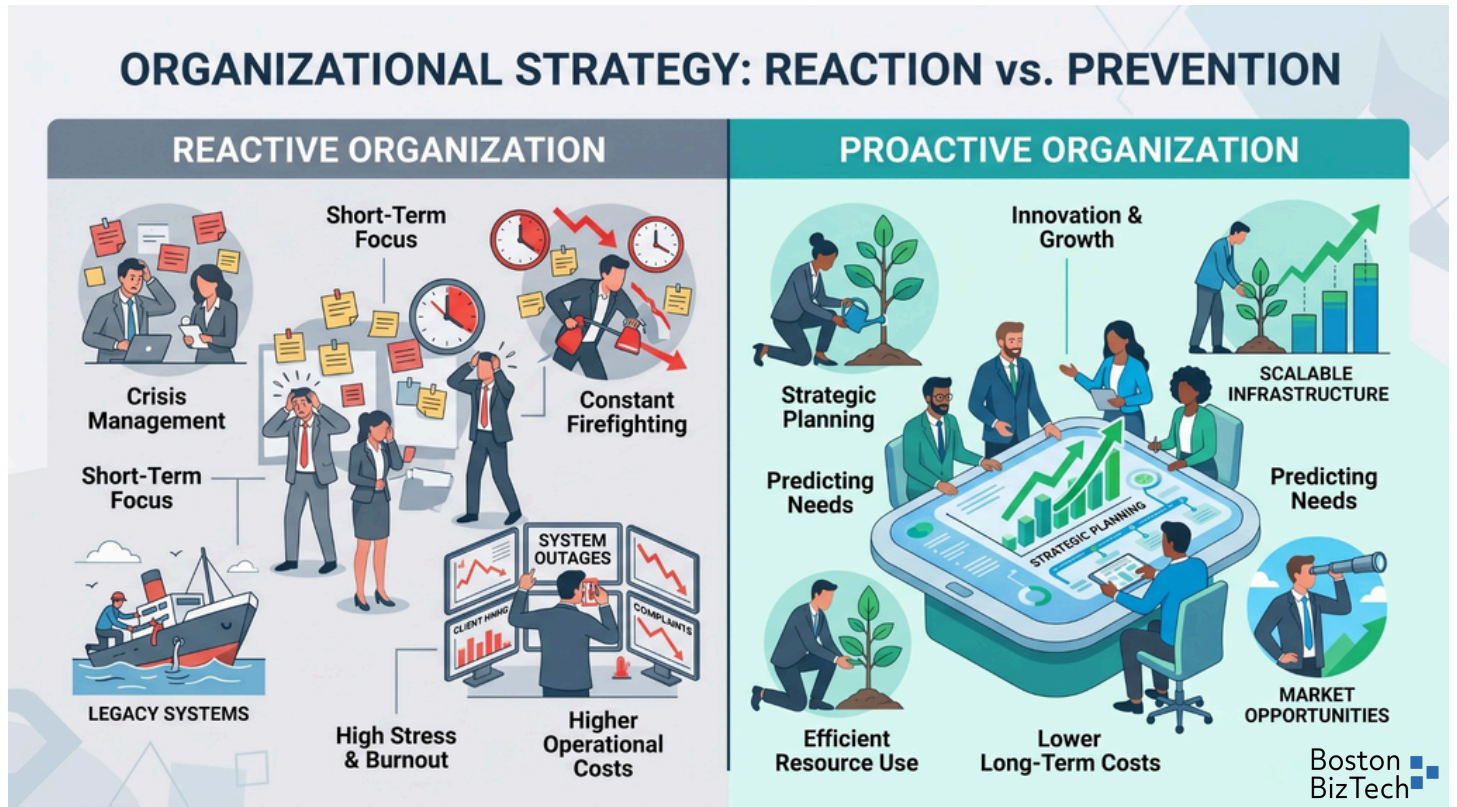 ORGANIZATIONAL STRATEGY: REACTION vs. PREVENTION
REACTIVE ORGANIZATION
Short-Term
Focus
Crisis
Management
Constant
Firefighting
Short-Term
Focus
SYSTEM
OUTAGES
COMPLAINTS
LEGACY SYSTEMS
High Stress
& Burnout
Higher
Operational
Costs
PROACTIVE ORGANIZATION
Innovation &
Growth
Strategic
Planning
SCALABLE
INFRASTRUCTURE
Predicting
Needs
STRATEGIC PLANNING
Predicting
Needs
Efficient
Resource Use
Lower
Long-Term Costs
MARKET
OPPORTUNITIES
Boston
BizTech